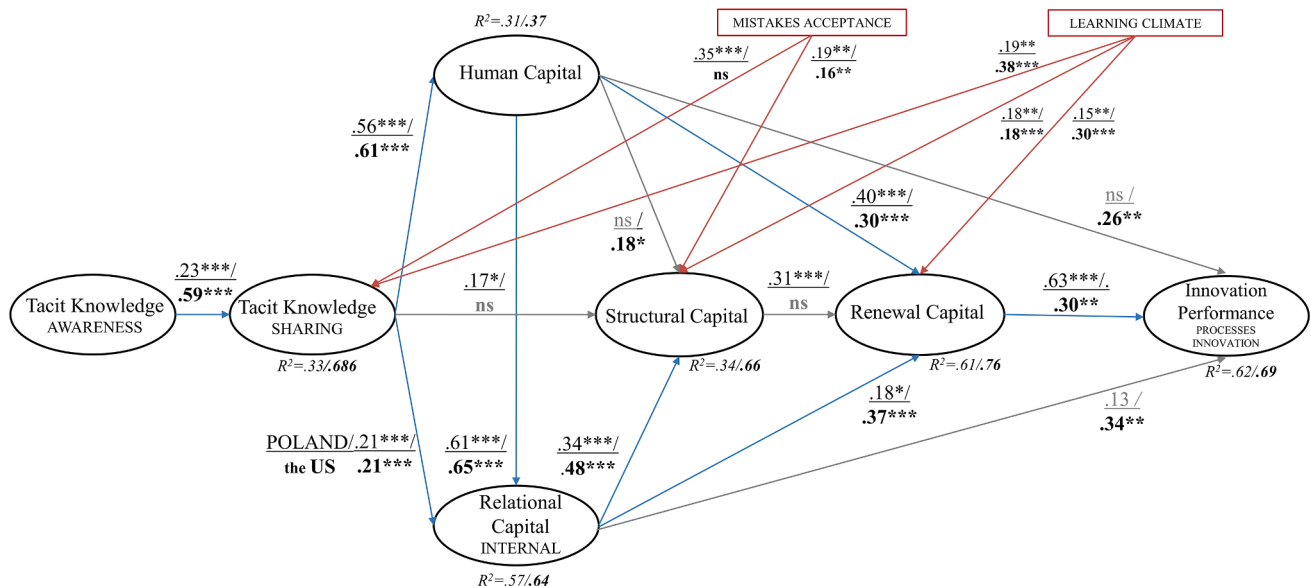 R²=.31/.37
MISTAKES ACCEPTANCE
LEARNING CLIMATE
Human Capital
.35***/
ns
.19**/
.16**
.19**
.38***
.56***/
.61***
.18**/
.18***
.15**/
.30***
ns /
.18*
.40***/
.30***
ns /
.26**
Tacit Knowledge
AWARENESS
.23***/
.59***
Tacit Knowledge
SHARING
R²=.33/.686
.17*/
ns
Structural Capital
R²=.34/.66
.31***/
ns
Renewal Capital
R²=.61/.76
.63***/.
.30**
Innovation
Performance
PROCESSES
INNOVATION
R²=.62/.69
POLAND/.21***/
the US .21***
.61***/
.65***
.34***/
.48***
.18*/
.37***
.13 /
.34**
Relational
Capital
INTERNAL
R²=.57/.64